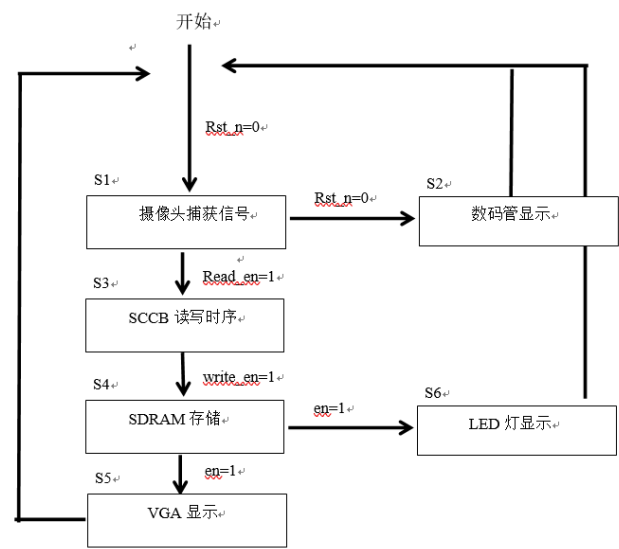 开始
Rst_n=0
S1
摄像头捕获信号
Rst_n=0
S2
数码管显示
Read_en=1
S3
SCCB 读写时序
write_en=1
S4
SDRAM 存储
en=1
S6
LED 灯显示
en=1
S5
VGA 显示